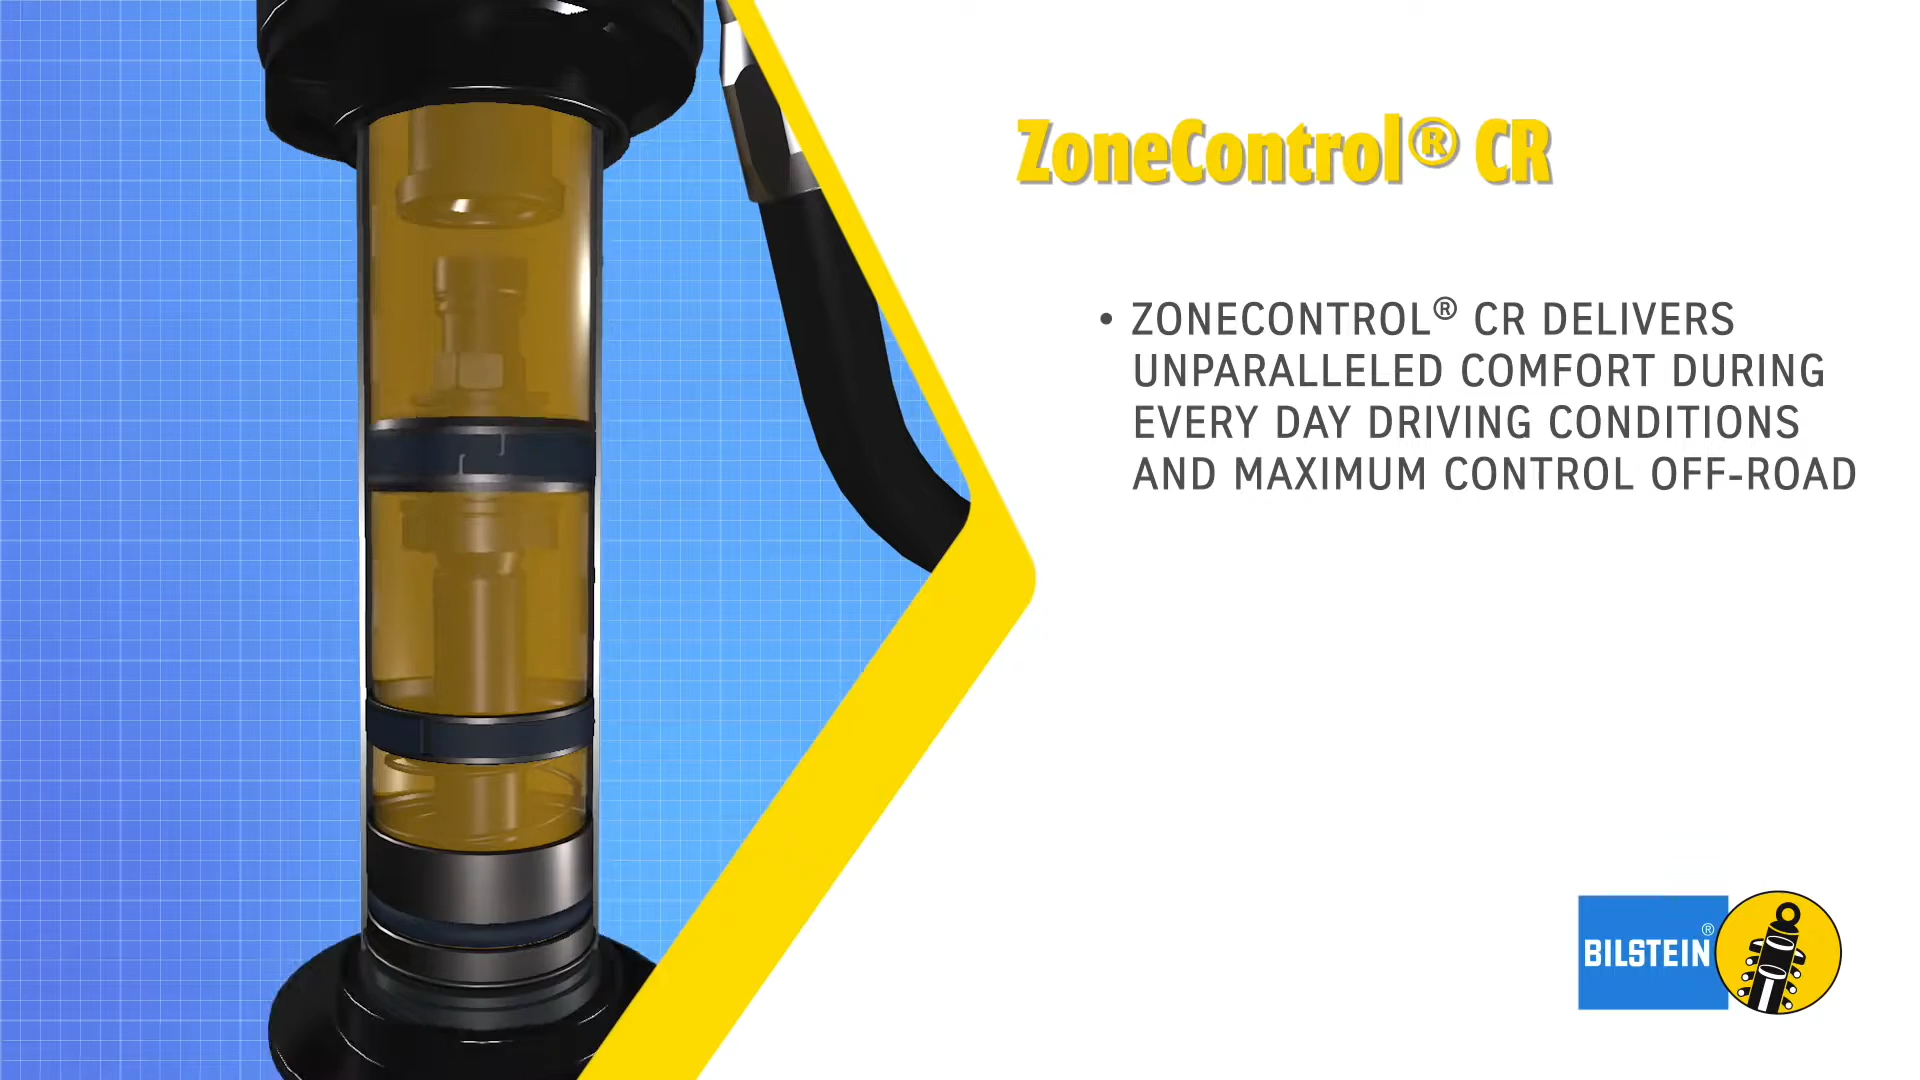 ZoneControl® CR
• ZONECONTROL® CR DELIVERS
UNPARALLELED COMFORT DURING
EVERY DAY DRIVING CONDITIONS
AND MAXIMUM CONTROL OFF-ROAD
BILSTEIN®